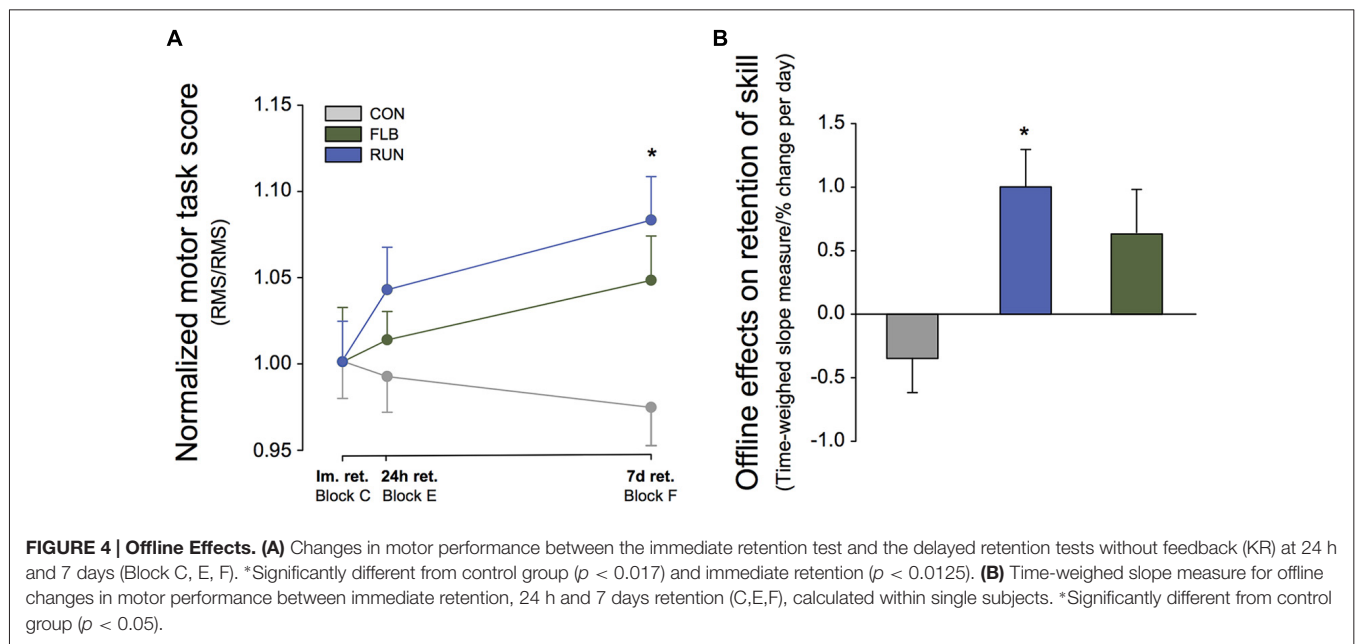 A
Normalized motor task score
(RMS/RMS)
1.15
1.10
1.05
1.00
0.95
CON
FLB
RUN
*
Im. ret.
Block C
24h ret.
Block E
7d ret.
Block F
B
Offline effects on retention of skill
(Time-weighed slope measure/% change per day)
1.5
1.0
0.5
0.0
-0.5
-1.0
*
FIGURE 4 | Offline Effects. (A) Changes in motor performance between the immediate retention test and the delayed retention tests without feedback (KR) at 24 h
and 7 days (Block C, E, F). *Significantly different from control group (p < 0.017) and immediate retention (p < 0.0125). (B) Time-weighed slope measure for offline
changes in motor performance between immediate retention, 24 h and 7 days retention (C,E,F), calculated within single subjects. *Significantly different from control
group (p < 0.05).